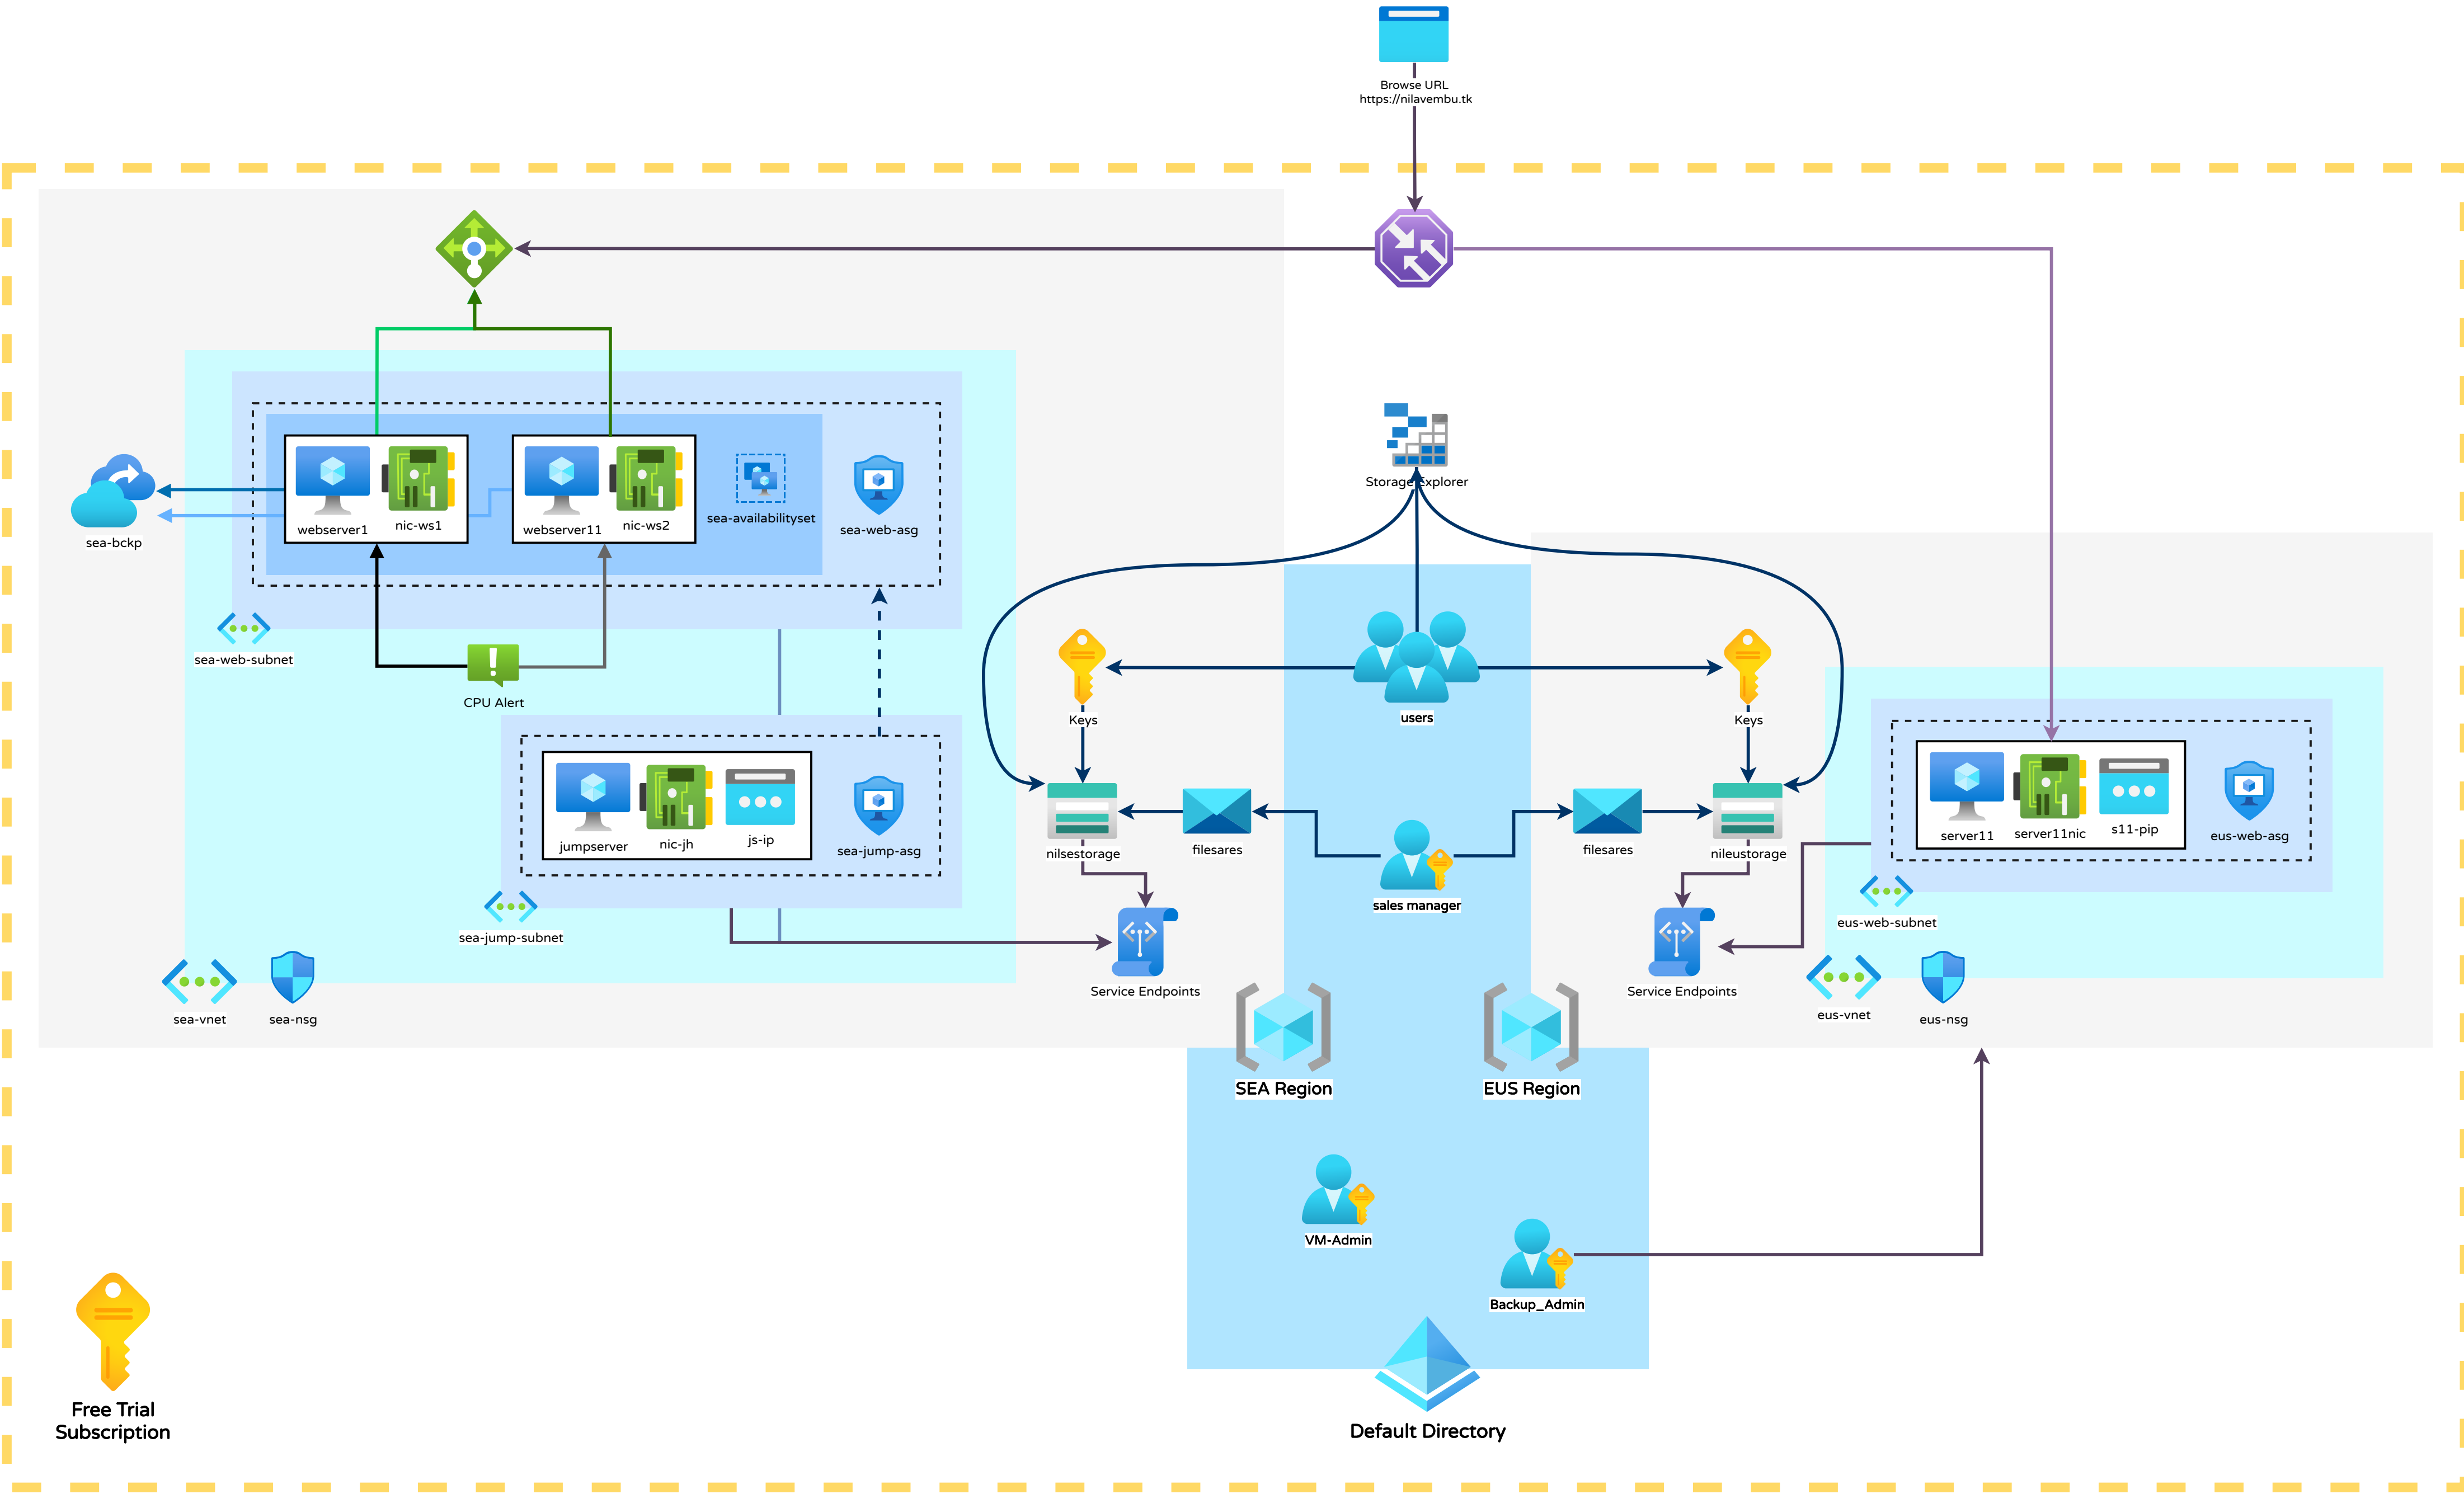 Browse URL
https://nilavembu.tk
Storage Explorer
webserver1
nic-ws1
webserver11
nic-ws2
sea-availabilityset
sea-web-asg
sea-bckp
sea-web-subnet
CPU Alert
Keys
users
Keys
jumpserver
nic-jh
js-ip
sea-jump-asg
nilsestorage
filesares
sales manager
filesares
nileustorage
server11
server11nic
s11-pip
eus-web-asg
sea-jump-subnet
eus-web-subnet
sea-vnet
sea-nsg
Service Endpoints
Service Endpoints
eus-vnet
eus-nsg
SEA Region
EUS Region
VM-Admin
Backup_Admin
Free Trial
Subscription
Default Directory